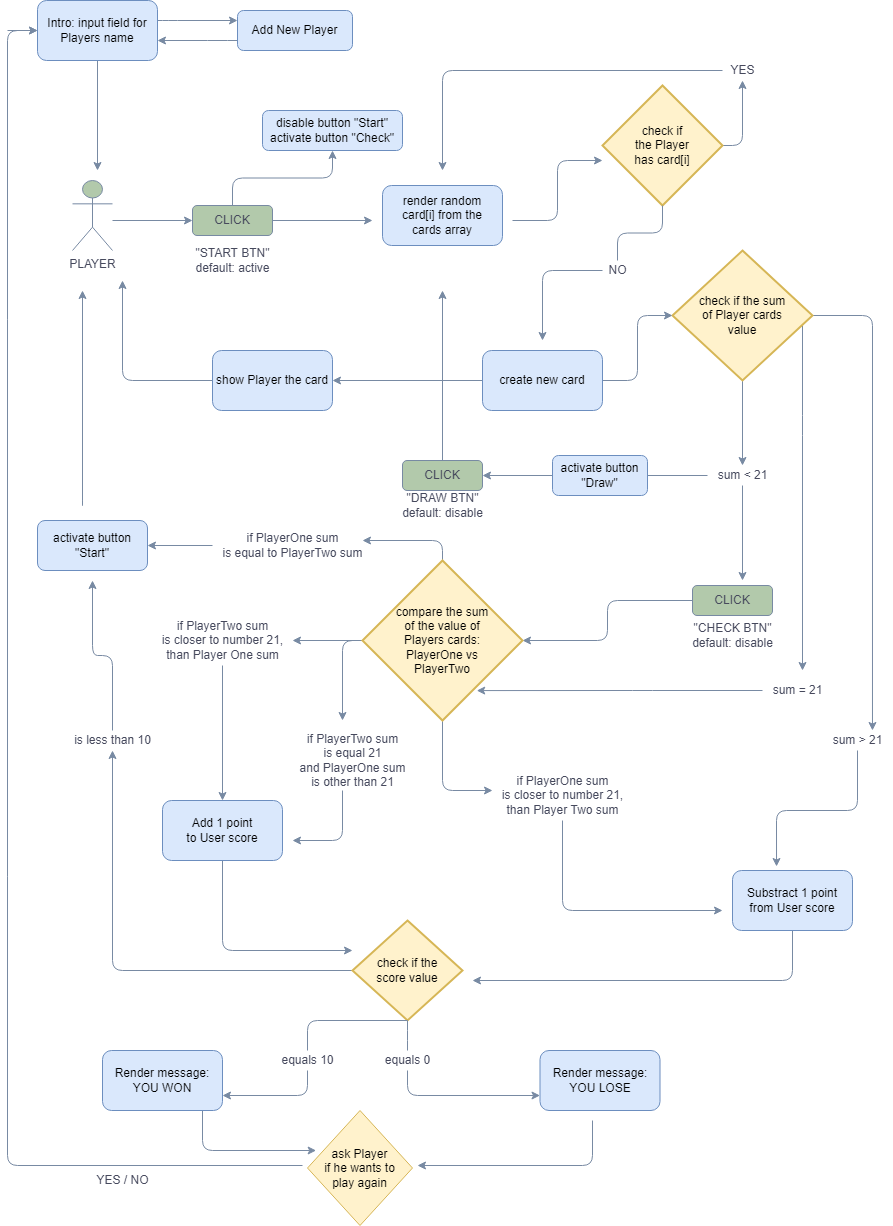 Intro: input field for
Players name
Add New Player
YES
disable button "Start"
activate button "Check"
check if
the Player
has card[i]
render random
card[i] from the
cards array
CLICK
"START BTN"
default: active
PLAYER
NO
check if the sum
of Player cards
value
show Player the card
create new card
CLICK
"DRAW BTN"
default: disable
activate button
"Draw"
sum < 21
activate button
"Start"
if PlayerOne sum
is equal to PlayerTwo sum
CLICK
"CHECK BTN"
default: disable
compare the sum
of the value of
Players cards:
PlayerOne vs
PlayerTwo
if PlayerTwo sum
is closer to number 21,
than Player One sum
sum = 21
is less than 10
if PlayerTwo sum
is equal 21
and PlayerOne sum
is other than 21
sum > 21
if PlayerOne sum
is closer to number 21,
than Player Two sum
Add 1 point
to User score
Substract 1 point
from User score
check if the
score value
equals 10
equals 0
Render message:
YOU WON
Render message:
YOU LOSE
ask Player
if he wants to
play again
YES / NO